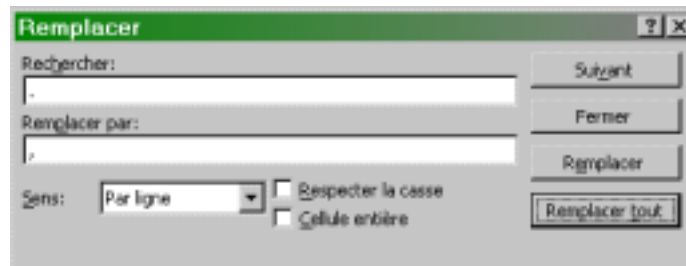 Remplacer
Rechercher:
.
Remplacer par:
,
Sens: Par ligne
Respecter la casse
Cellule entière
Suivant
Fermer
Remplacer
Remplacer tout